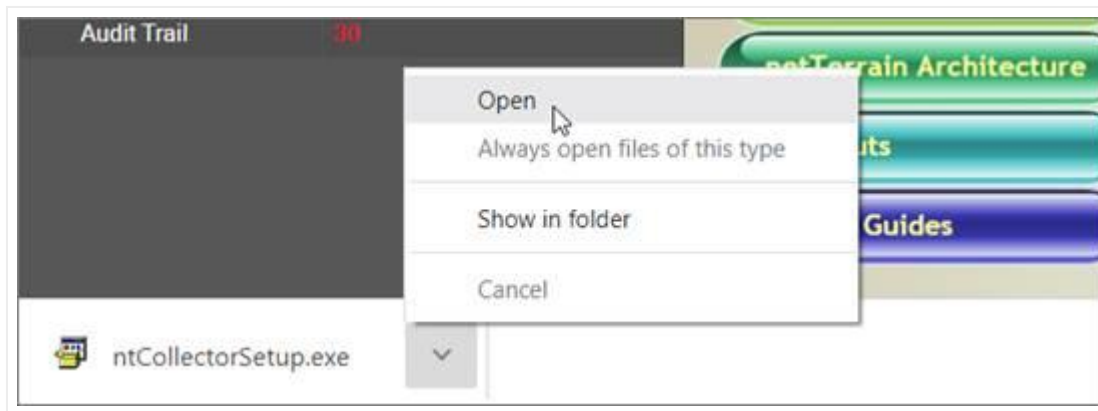 Audit Trail 30
netTerrain Architecture
Open
Always open files of this type
uts
Show in folder
Guides
Cancel
ntCollectorSetup.exe